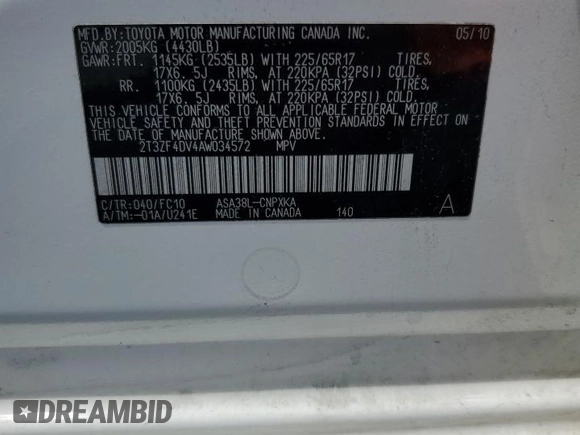 MFD.BY:TOYOTA MOTOR MANUFACTURING CANADA INC. 05/10
GVWR:2005KG (4430LB)
GAWR:FRT. 1145KG (2535LB) WITH 225/65R17 TIRES,
17X6.5J RIMS, AT 220KPA (32PSI) COLD.
RR. 1100KG (2435LB) WITH 225/65R17 TIRES,
17X6.5J RIMS, AT 220KPA (32PSI) COLD.
THIS VEHICLE CONFORMS TO ALL APPLICABLE FEDERAL MOTOR
VEHICLE SAFETY AND THEFT PREVENTION STANDARDS IN EFFECT
ON THE DATE OF MANUFACTURE SHOWN ABOVE.
2T3ZF4DV4AW034572 MPV
C/TR:040/FC10 ASA38L-CNPXKA A
A/TM:-01A/U241E MADE IN CANADA 140
DREAMBID